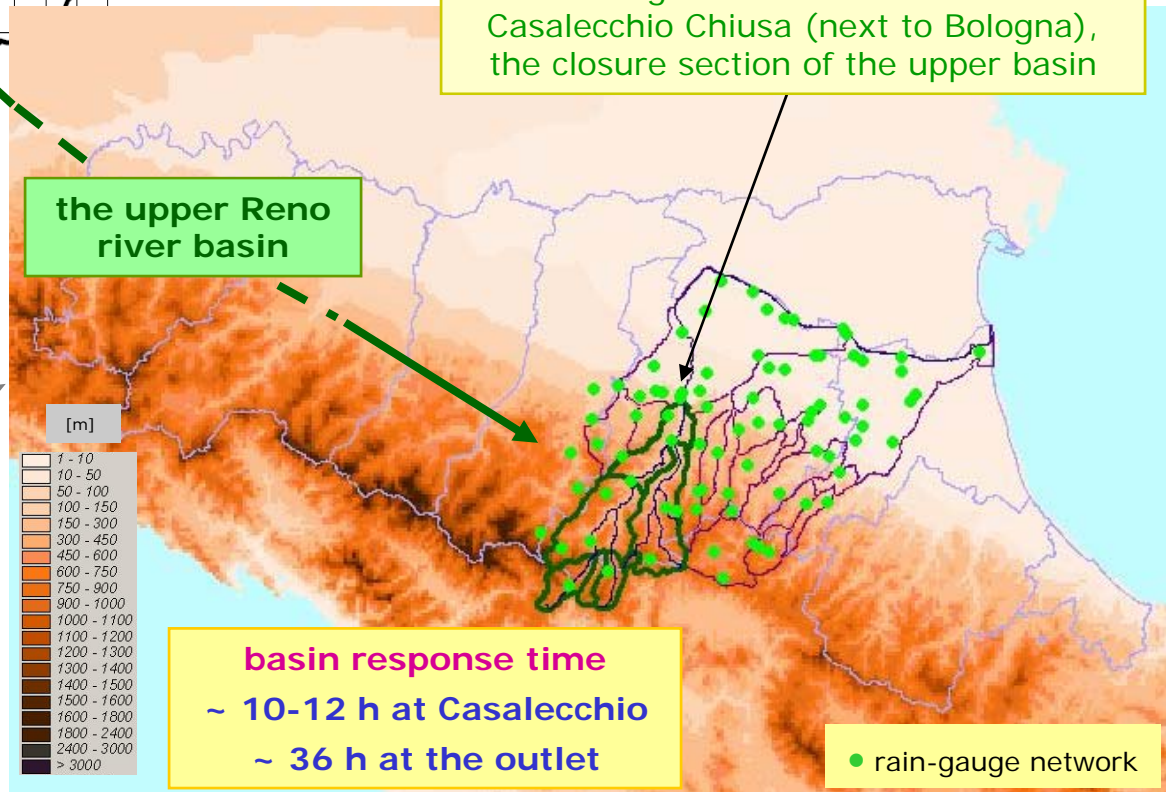 Casalecchio Chiusa (next to Bologna),
the closure section of the upper basin
the upper Reno
river basin
[m]
1 - 10
10 - 50
50 - 100
100 - 150
150 - 300
300 - 450
450 - 600
600 - 750
750 - 900
900 - 1000
1000 - 1100
1100 - 1200
1200 - 1300
1300 - 1400
1400 - 1500
1500 - 1600
1600 - 1800
1800 - 2400
2400 - 3000
> 3000
basin response time
~ 10-12 h at Casalecchio
~ 36 h at the outlet
rain-gauge network